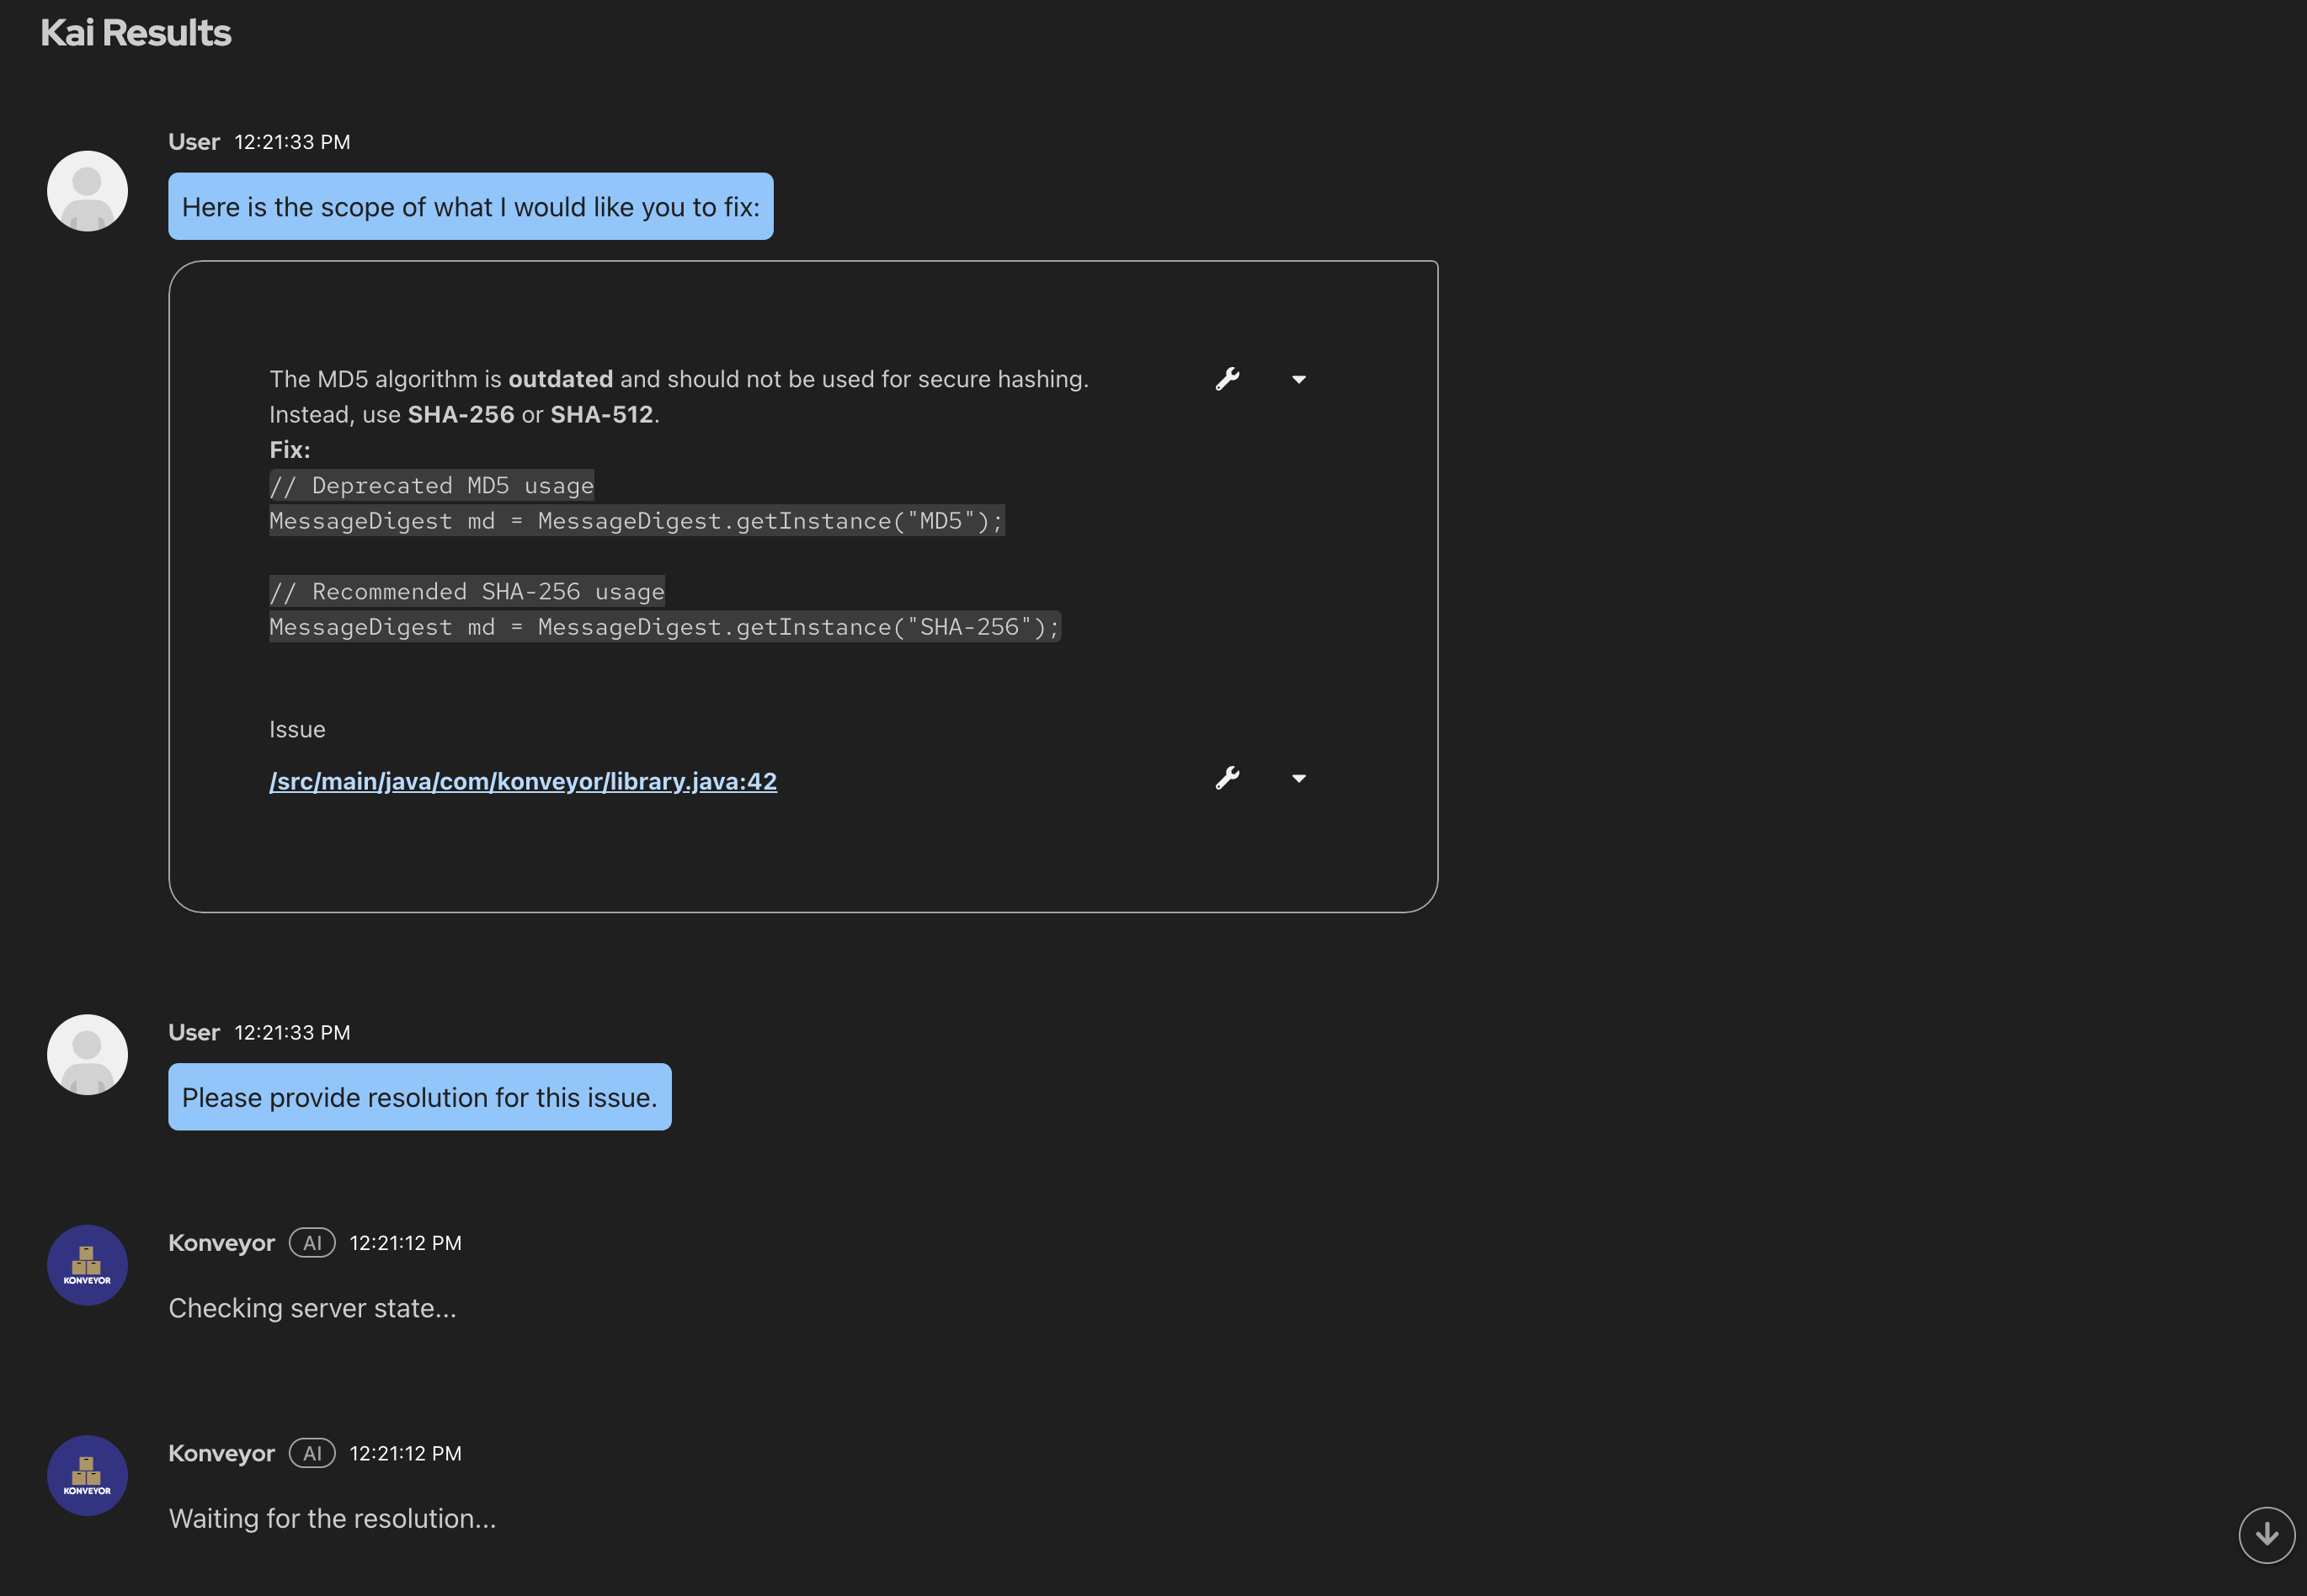 Kai Results
User 12:21:33 PM
Here is the scope of what I would like you to fix:
The MD5 algorithm is outdated and should not be used for secure hashing.
Instead, use SHA-256 or SHA-512.
Fix:
// Deprecated MD5 usage
MessageDigest md = MessageDigest.getInstance("MD5");
// Recommended SHA-256 usage
MessageDigest md = MessageDigest.getInstance("SHA-256");
Issue
/src/main/java/com/konveyor/library.java:42
User 12:21:33 PM
Please provide resolution for this issue.
KONVEYOR
Konveyor AI 12:21:12 PM
Checking server state...
KONVEYOR
Konveyor AI 12:21:12 PM
Waiting for the resolution...